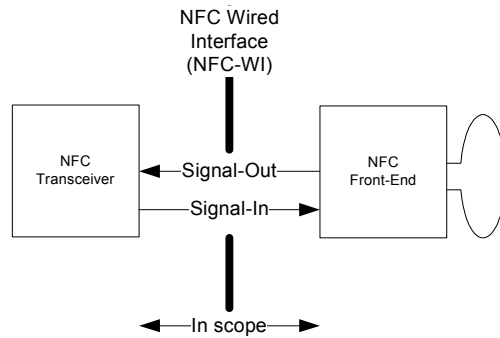 NFC Wired
Interface
(NFC-WI)
NFC
Transceiver
Signal-Out
Signal-In
NFC
Front-End
In scope